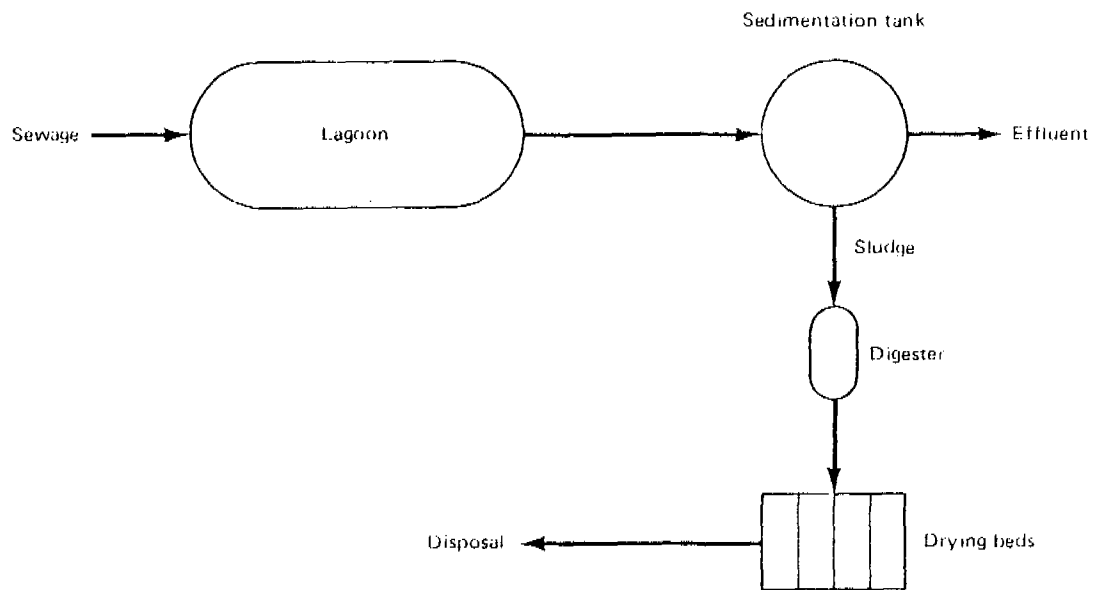 Sedimentation tank
Sewage
Lagoon
Effluent
Sludge
Digester
Disposal
Drying beds